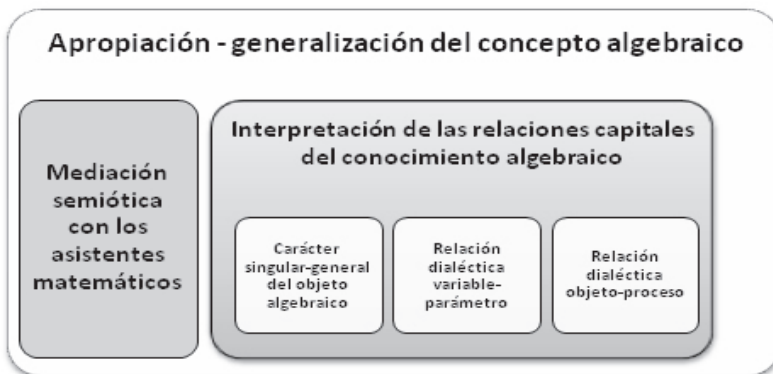 Apropiación - generalización del concepto algebraico
Mediación
semiótica
con los
asistentes
matemáticos
Interpretación de las relaciones capitales
del conocimiento algebraico
Carácter
singular-general
del objeto
algebraico
Relación
dialéctica
variable-
parámetro
Relación
dialéctica
objeto-proceso